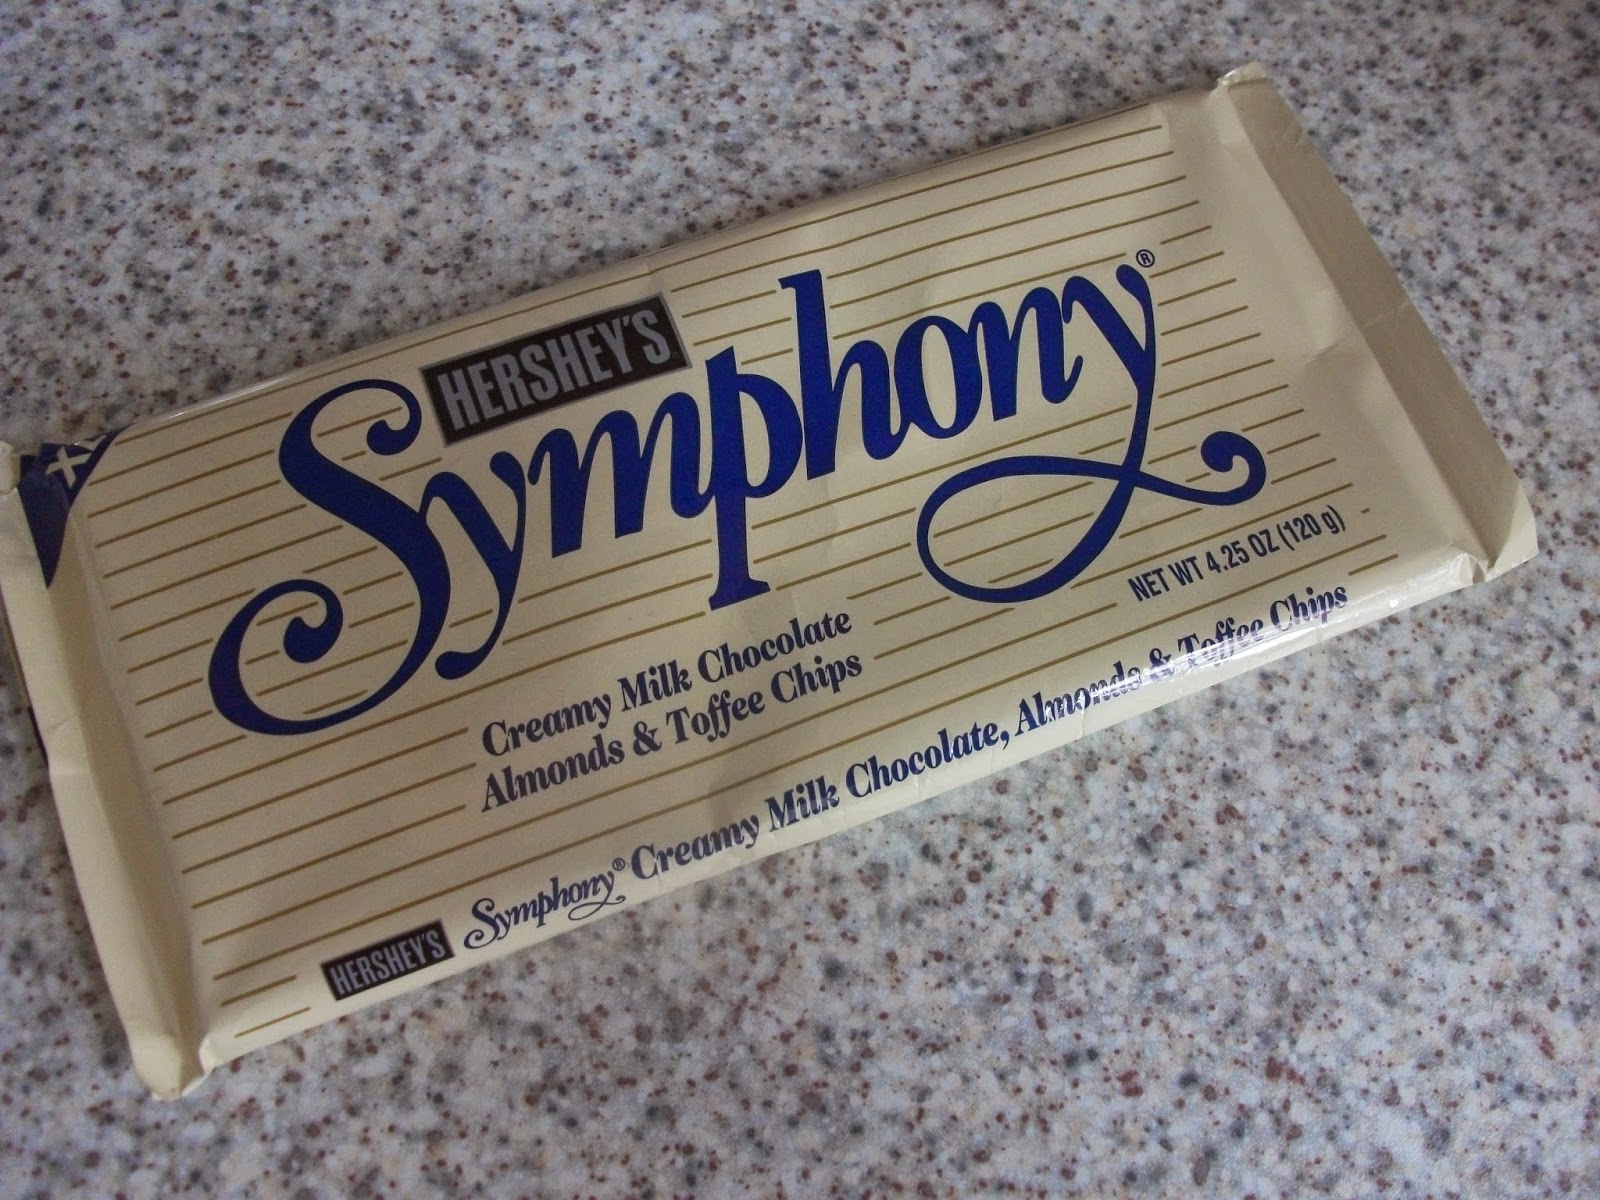 HERSHEY'S
Symphony®
NET WT 4.25 OZ (120 g)
Creamy Milk Chocolate
Almonds & Toffee Chips
HERSHEY'S Symphony® Creamy Milk Chocolate, Almonds & Toffee Chips